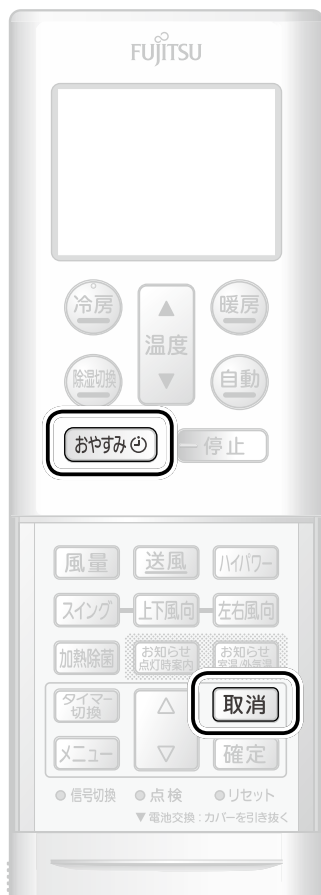 FUJITSU
冷房
▲
暖房
温度
除湿切換
▼
自動
おやすみ
停止
風量
送風
ハイパワー
スイング
上下風向
左右風向
加熱除菌
お知らせ
点灯時案内
お知らせ
室温/外気温
タイマー
切換
△
取消
メニュー
▽
確定
信号切換
点検
リセット
▼電池交換：カバーを引き抜く